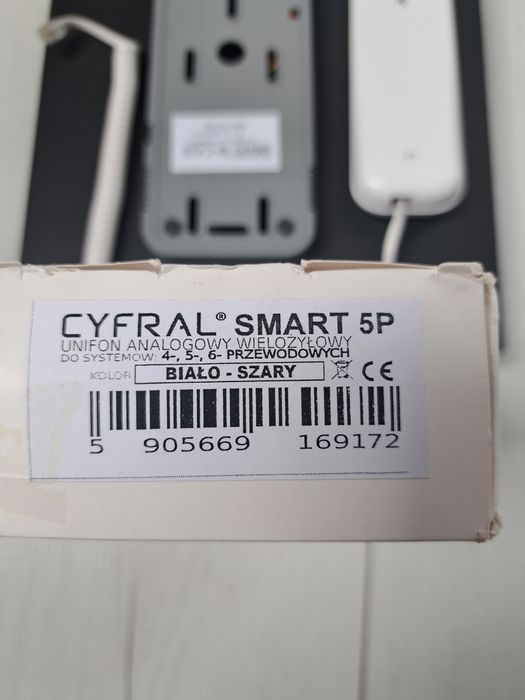 CYFRAL® SMART 5P
UNIFON ANALOGOWY WIELOŻYŁOWY
DO SYSTEMÓW: 4-, 5-, 6- PRZEWODOWYCH
KOLOR BIAŁO - SZARY CE
5 905669 169172